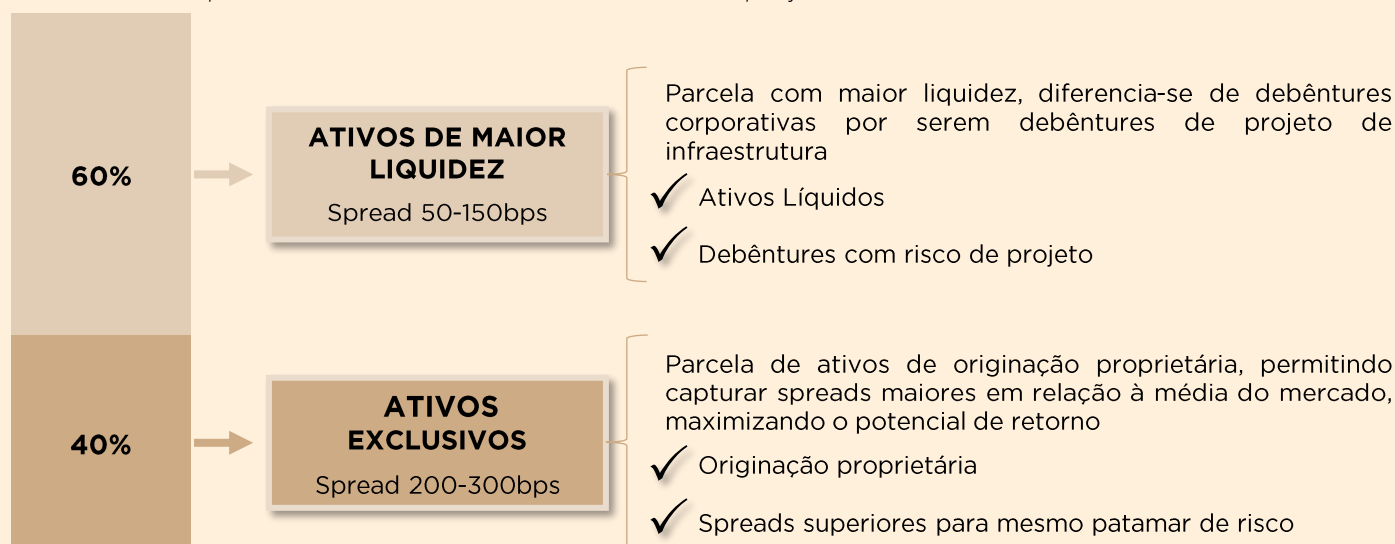 60%
ATIVOS DE MAIOR
LIQUIDEZ
Spread 50-150bps
Parcela com maior liquidez, diferencia-se de debêntures
corporativas por serem debêntures de projeto de
infraestrutura
Ativos Líquidos
Debêntures com risco de projeto
40%
ATIVOS
EXCLUSIVOS
Spread 200-300bps
Parcela de ativos de originação proprietária, permitindo
capturar spreads maiores em relação à média do mercado,
maximizando o potencial de retorno
Originação proprietária
Spreads superiores para mesmo patamar de risco